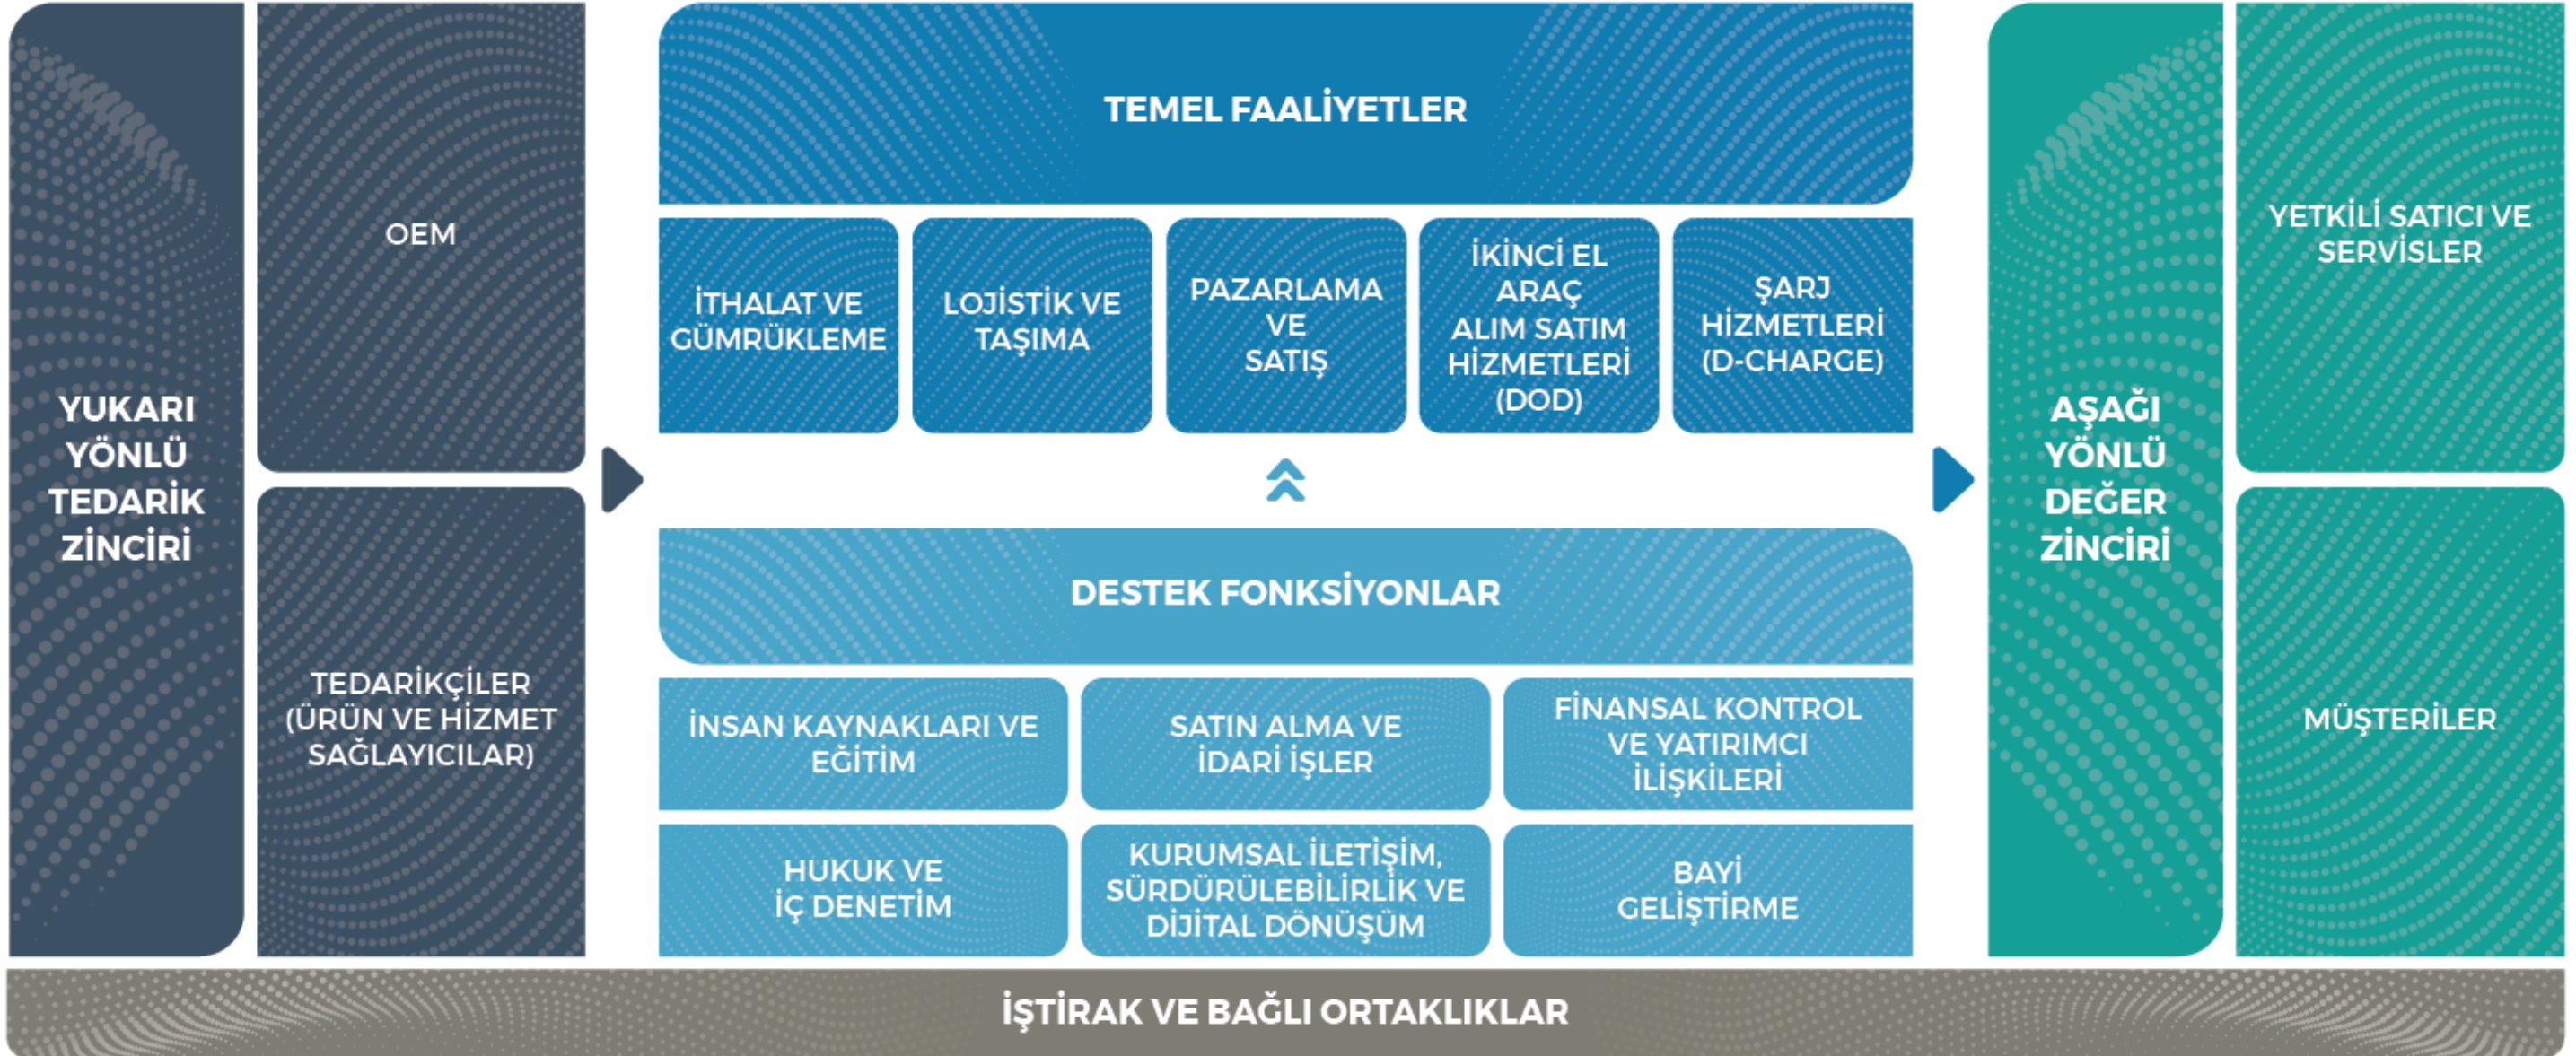 YUKARI
YÖNLÜ
TEDARİK
ZİNCİRİ
OEM
TEDARİKÇİLER
(ÜRÜN VE HİZMET
SAĞLAYICILAR)
TEMEL FAALİYETLER
İTHALAT VE
GÜMRÜKLEME
LOJİSTİK VE
TAŞIMA
PAZARLAMA
VE
SATIŞ
İKİNCİ EL
ARAÇ
ALIM SATIM
HİZMETLERİ
(DOD)
ŞARJ
HİZMETLERİ
(D-CHARGE)
DESTEK FONKSİYONLAR
İNSAN KAYNAKLARI VE
EĞİTİM
SATIN ALMA VE
İDARİ İŞLER
FİNANSAL KONTROL
VE YATIRIMCI
İLİŞKİLERİ
HUKUK VE
İÇ DENETİM
KURUMSAL İLETİŞİM,
SÜRDÜRÜLEBİLİRLİK VE
DİJİTAL DÖNÜŞÜM
BAYİ
GELİŞTİRME
AŞAĞI
YÖNLÜ
DEĞER
ZİNCİRİ
YETKİLİ SATICI VE
SERVİSLER
MÜŞTERİLER
İŞTİRAK VE BAĞLI ORTAKLIKLAR